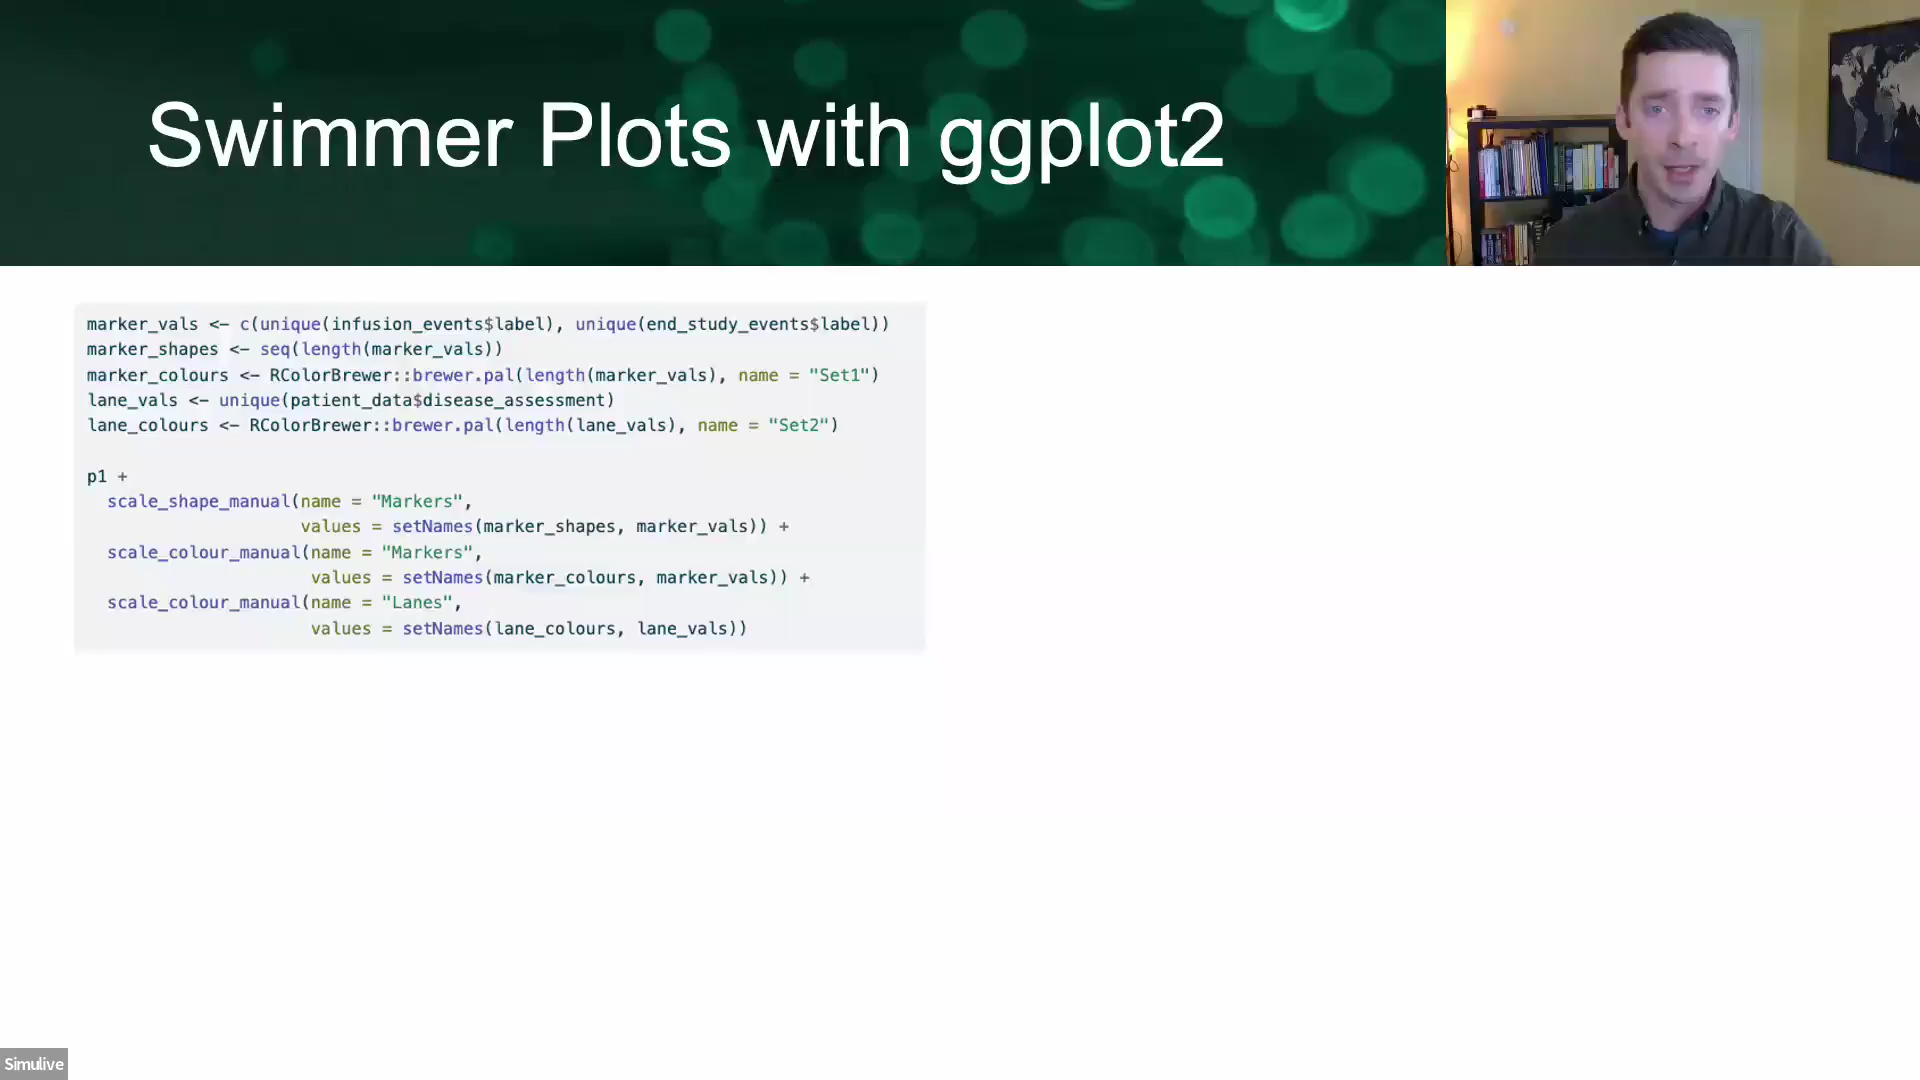 Swimmer Plots with ggplot2
marker_vals <- c(unique(infusion_events$label), unique(end_study_events$label))
marker_shapes <- seq(length(marker_vals))
marker_colours <- RColorBrewer::brewer.pal(length(marker_vals), name = "Set1")
lane_vals <- unique(patient_data$disease_assessment)
lane_colours <- RColorBrewer::brewer.pal(length(lane_vals), name = "Set2")
p1 +
scale_shape_manual(name = "Markers",
values = setNames(marker_shapes, marker_vals)) +
scale_colour_manual(name = "Markers",
values = setNames(marker_colours, marker_vals)) +
scale_colour_manual(name = "Lanes",
values = setNames(lane_colours, lane_vals))
Simulive